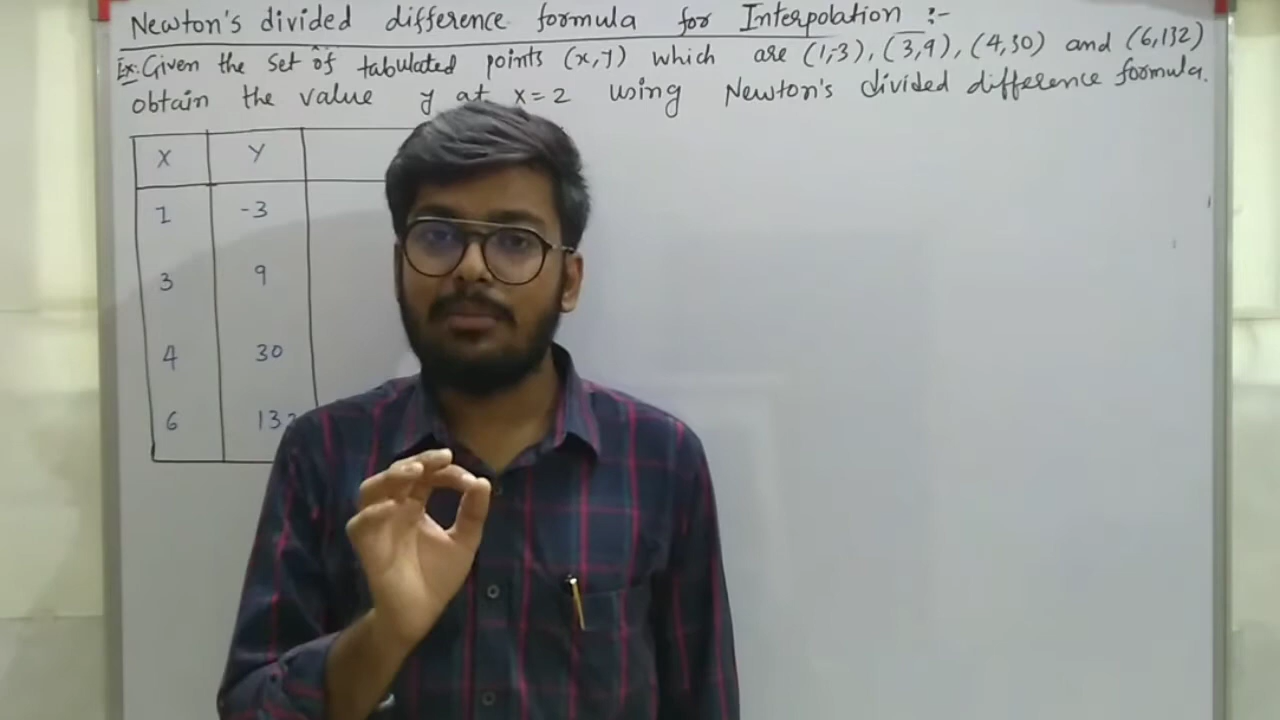 Newton's divided difference formula for Interpolation :-
Ex:- Given the set of tabulated points (x,y) which are (1,-3), (3,9), (4,30) and (6,132)
obtain the value y at x=2 using Newton's divided difference formula.
X Y
1 -3
3 9
4 30
6 132